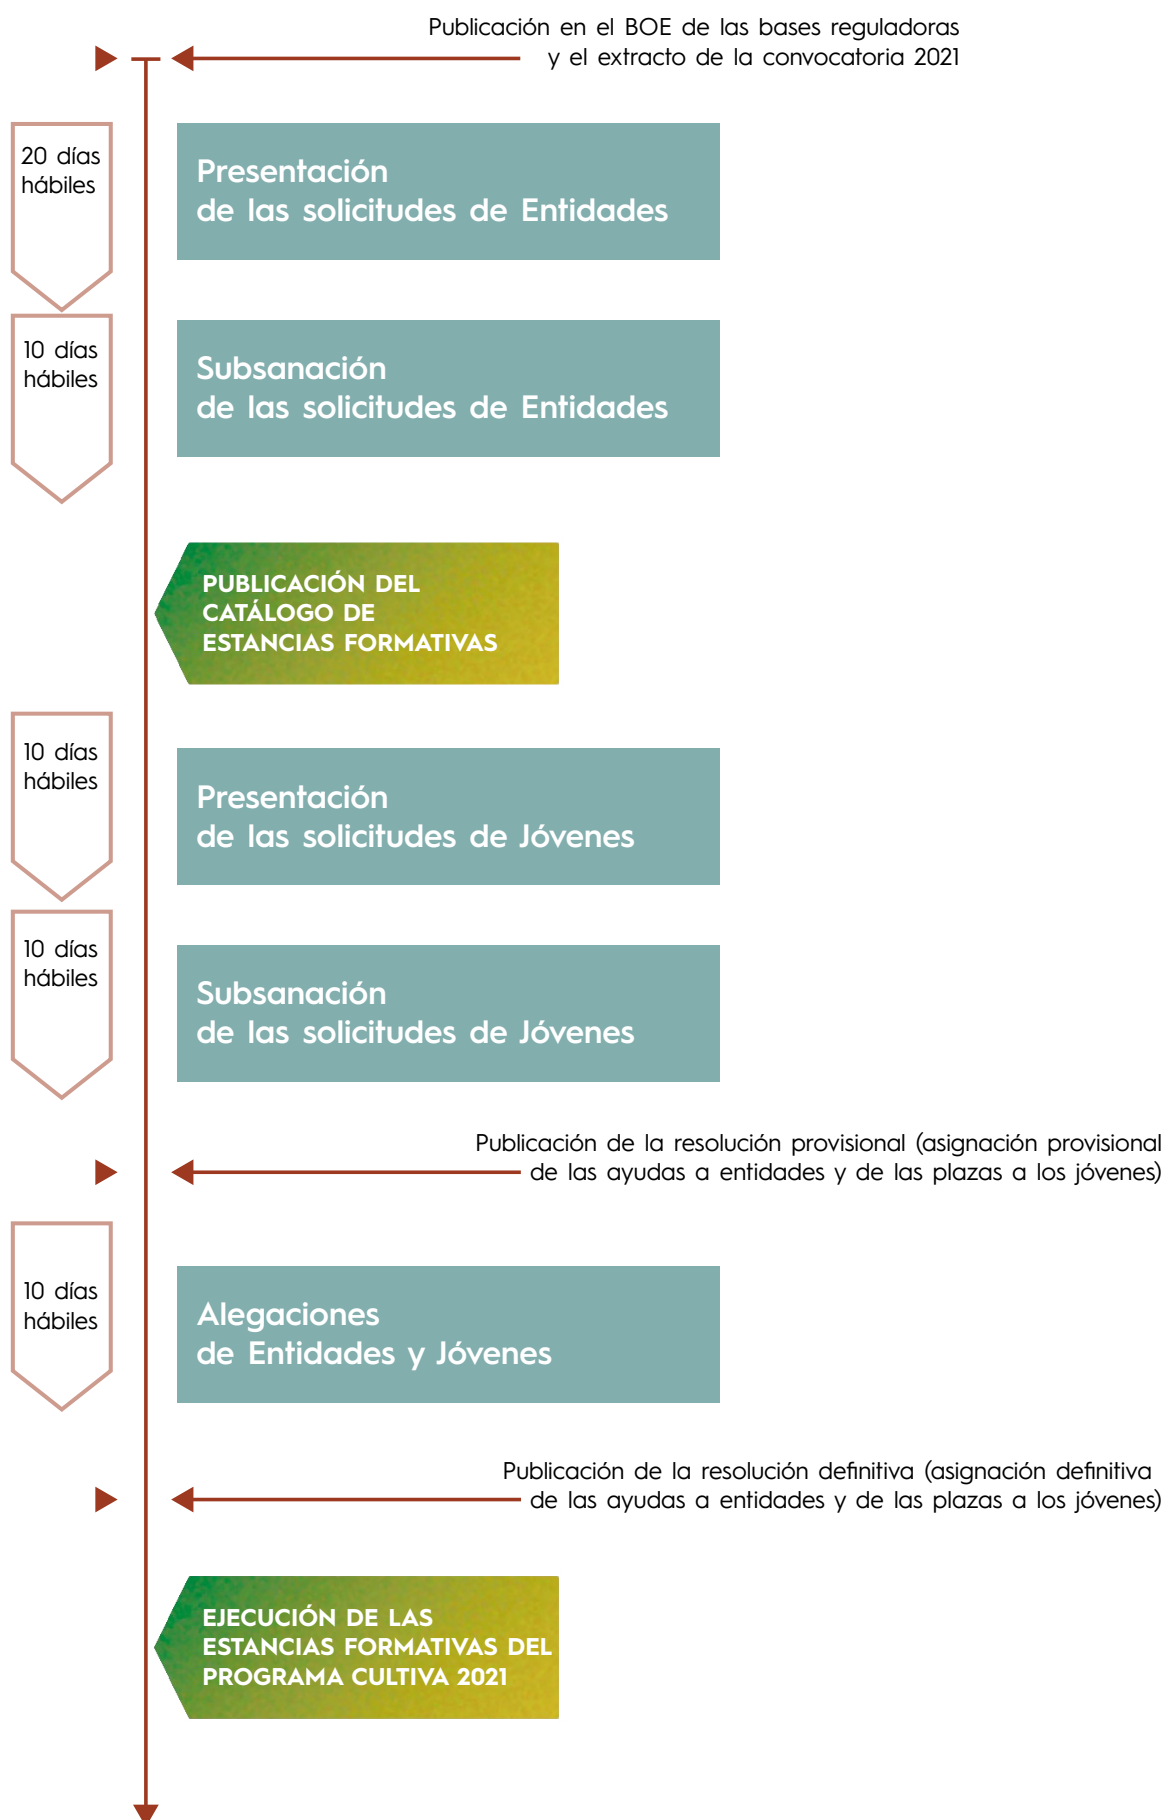 Publicación en el BOE de las bases reguladoras
y el extracto de la convocatoria 2021
20 días
hábiles
Presentación
de las solicitudes de Entidades
10 días
hábiles
Subsanación
de las solicitudes de Entidades
PUBLICACIÓN DEL
CATÁLOGO DE
ESTANCIAS FORMATIVAS
10 días
hábiles
Presentación
de las solicitudes de Jóvenes
10 días
hábiles
Subsanación
de las solicitudes de Jóvenes
Publicación de la resolución provisional (asignación provisional
de las ayudas a entidades y de las plazas a los jóvenes)
10 días
hábiles
Alegaciones
de Entidades y Jóvenes
Publicación de la resolución definitiva (asignación definitiva
de las ayudas a entidades y de las plazas a los jóvenes)
EJECUCIÓN DE LAS
ESTANCIAS FORMATIVAS DEL
PROGRAMA CULTIVA 2021